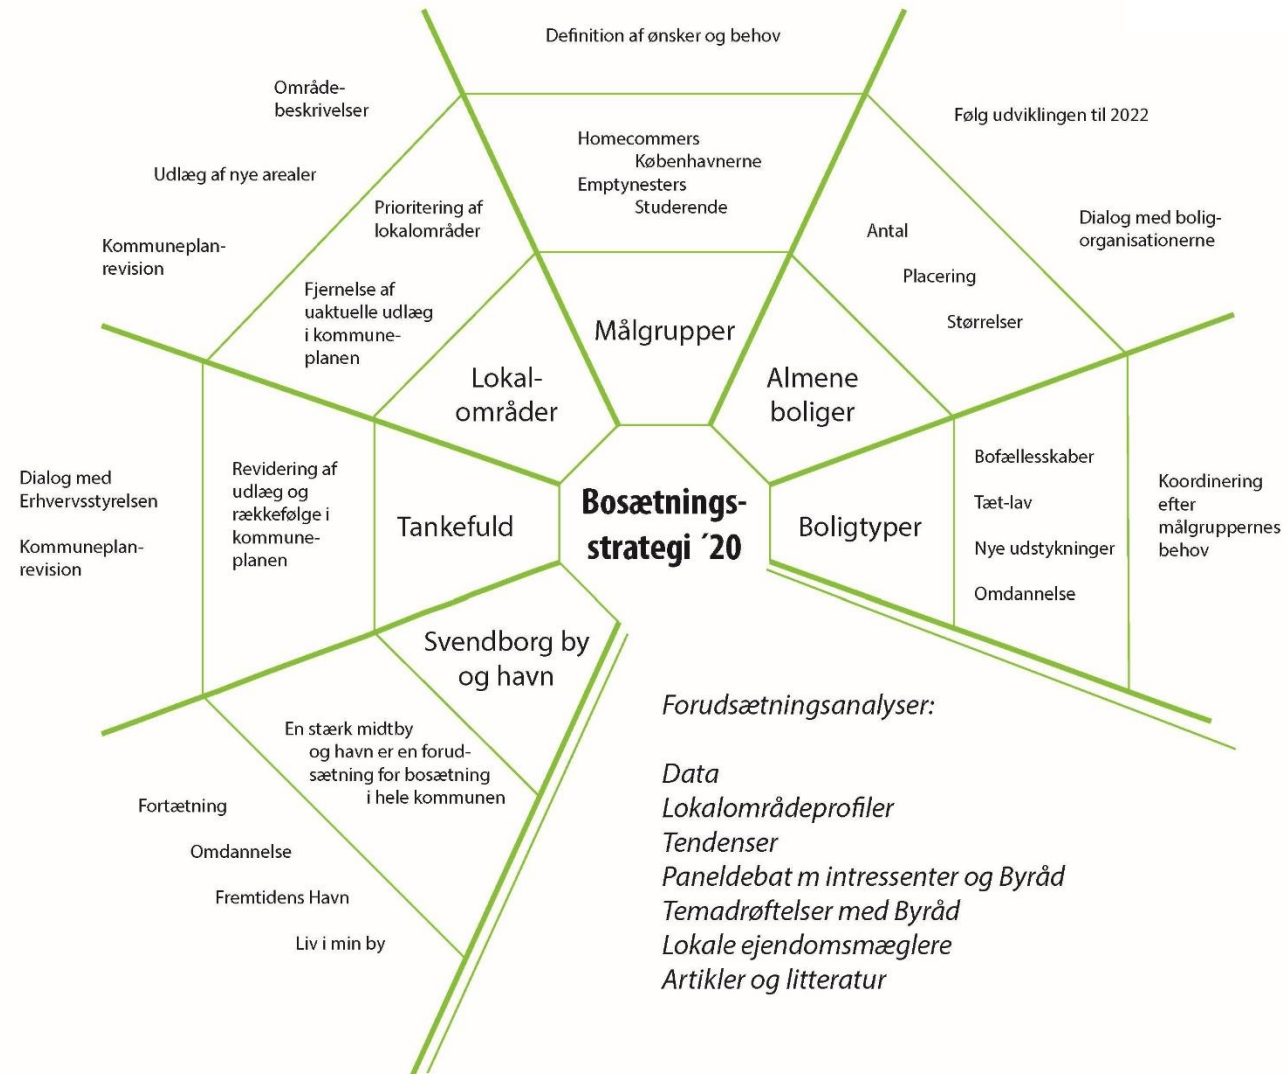 Definition af ønsker og behov
Homecommers
Københavnerne
Emptynesters
Studerende
Målgrupper
Område-
beskrivelser
Udlæg af nye arealer
Kommuneplan-
revision
Prioritering af
lokalområder
Fjernelse af
uaktuelle udlæg
i kommune-
planen
Lokal-
områder
Følg udviklingen til 2022
Dialog med bolig-
organisationerne
Antal
Placering
Størrelser
Almene
boliger
Dialog med
Erhvervsstyrelsen
Kommuneplan-
revision
Revidering af
udlæg og
rækkefølge i
kommune-
planen
Tankefuld
Bosætnings-
strategi ´20
Boligtyper
Bofællesskaber
Tæt-lav
Nye udstykninger
Omdannelse
Koordinering
efter
målgruppernes
behov
Svendborg by
og havn
En stærk midtby
og havn er en forud-
sætning for bosætning
i hele kommunen
Fortætning
Omdannelse
Fremtidens Havn
Liv i min by
Forudsætningsanalyser:
Data
Lokalområdeprofiler
Tendenser
Paneldebat m intressenter og Byråd
Temadrøftelser med Byråd
Lokale ejendomsmæglere
Artikler og litteratur